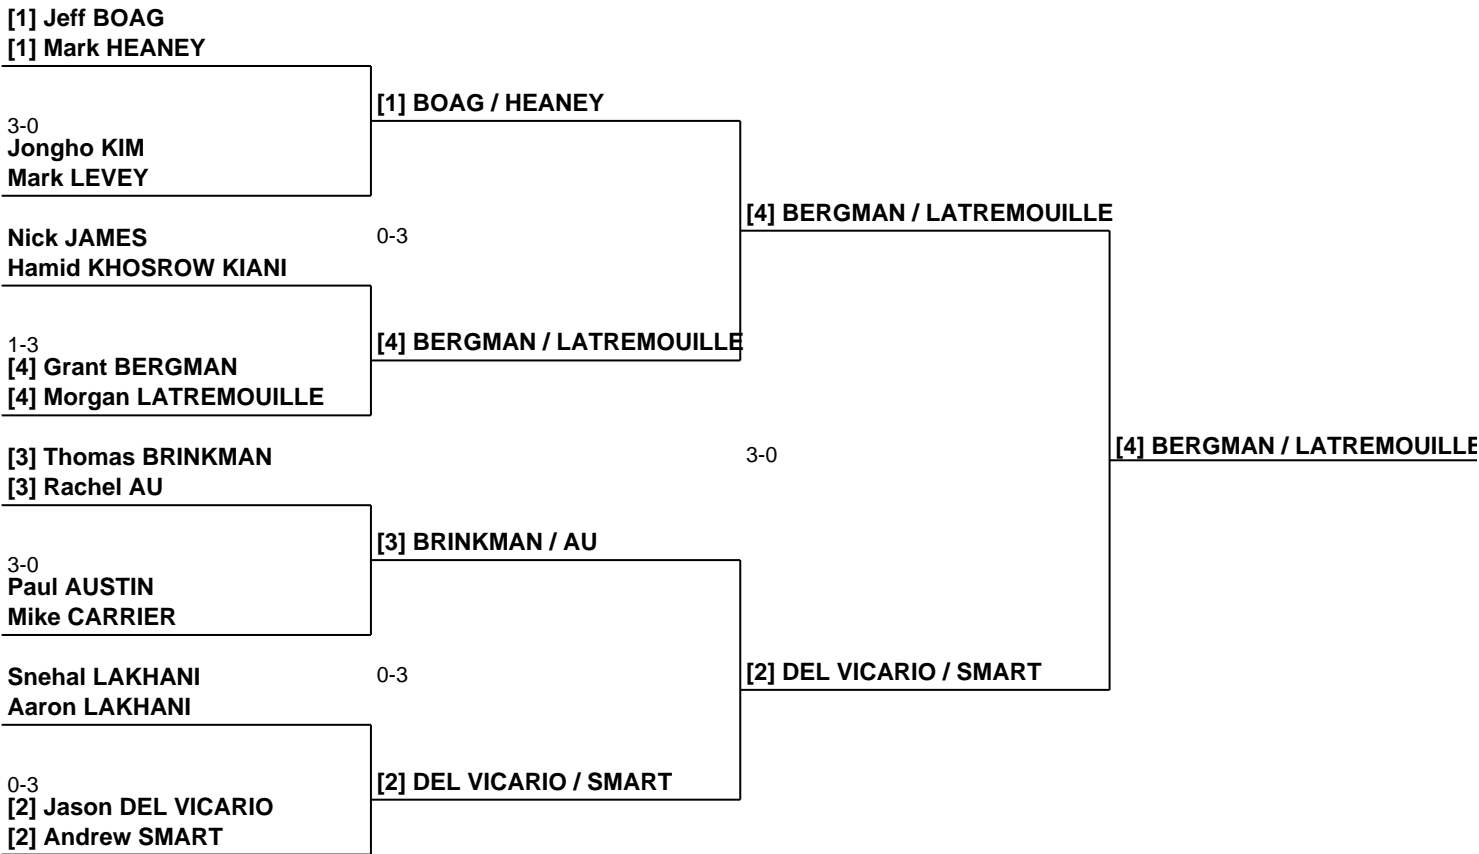 [1] Jeff BOAG
[1] Mark HEANEY
[1] BOAG / HEANEY
3-0
Jongho KIM
Mark LEVEY
[4] BERGMAN / LATREMOUILLE
Nick JAMES
0-3
Hamid KHOSROW KIANI
1-3
[4] BERGMAN / LATREMOUILLE
[4] Grant BERGMAN
[4] Morgan LATREMOUILLE
[3] Thomas BRINKMAN
3-0
[4] BERGMAN / LATREMOUILLE
[3] Rachel AU
[3] BRINKMAN / AU
3-0
Paul AUSTIN
Mike CARRIER
Snehal LAKHANI
0-3
[2] DEL VICARIO / SMART
Aaron LAKHANI
0-3
[2] DEL VICARIO / SMART
[2] Jason DEL VICARIO
[2] Andrew SMART